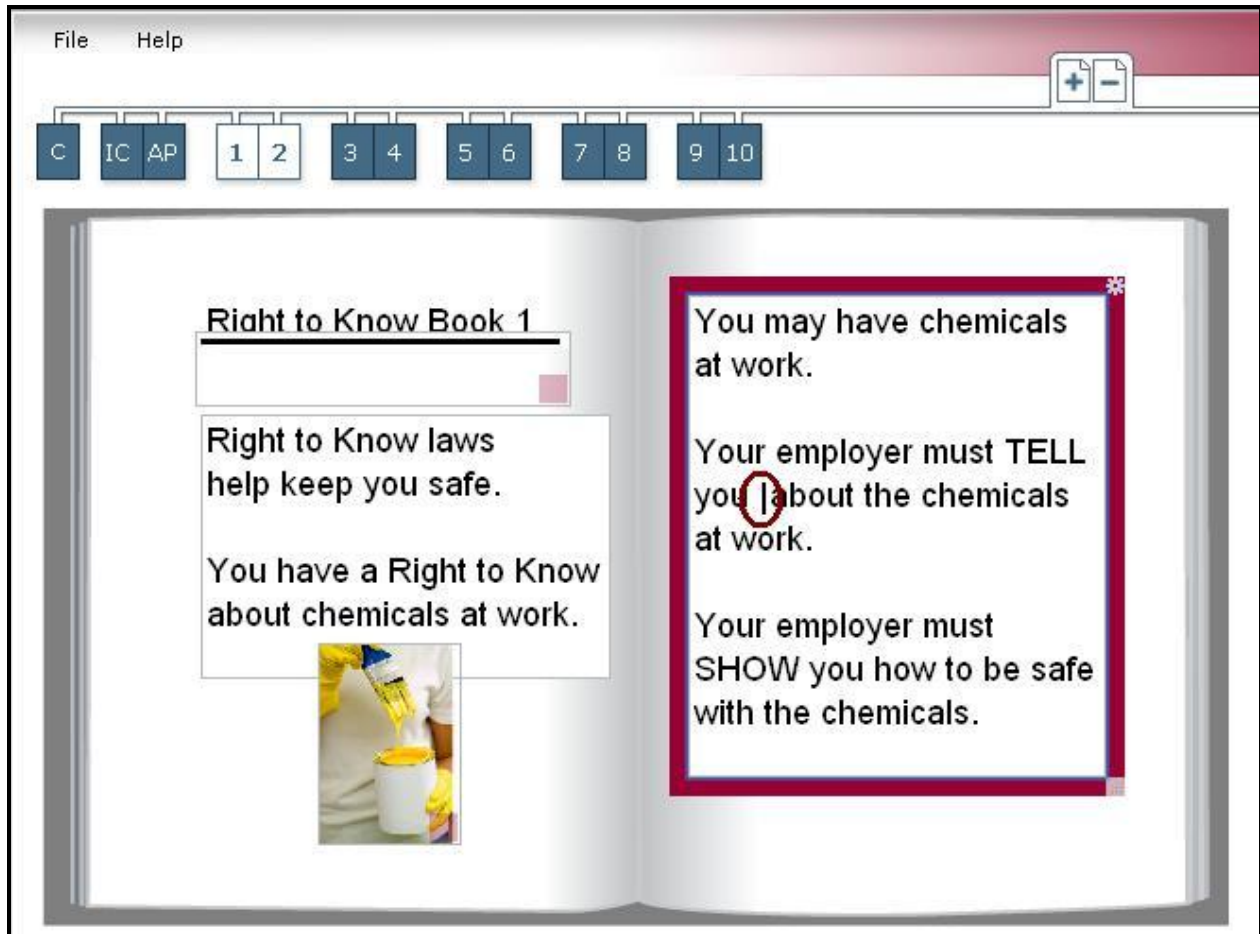 File Help
C IC AP 1 2 3 4 5 6 7 8 9 10
Right to Know Book 1
Right to Know laws
help keep you safe.
You have a Right to Know
about chemicals at work.
You may have chemicals
at work.
Your employer must TELL
you about the chemicals
at work.
Your employer must
SHOW you how to be safe
with the chemicals.